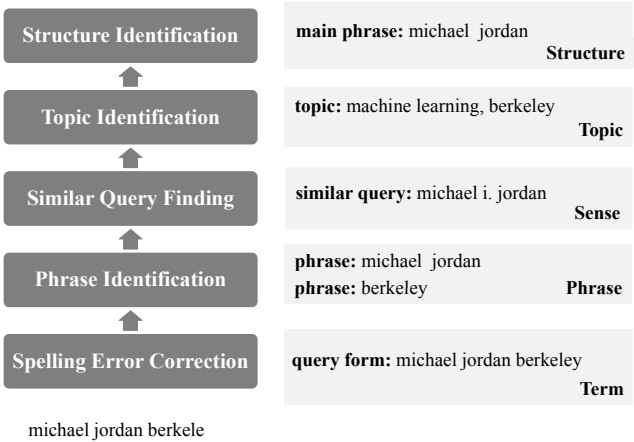 Structure Identification
main phrase: michael jordan
Structure
Topic Identification
topic: machine learning, berkeley
Topic
Similar Query Finding
similar query: michael i. jordan
Sense
Phrase Identification
phrase: michael jordan
phrase: berkeley Phrase
Spelling Error Correction
query form: michael jordan berkeley
Term
michael jordan berkele